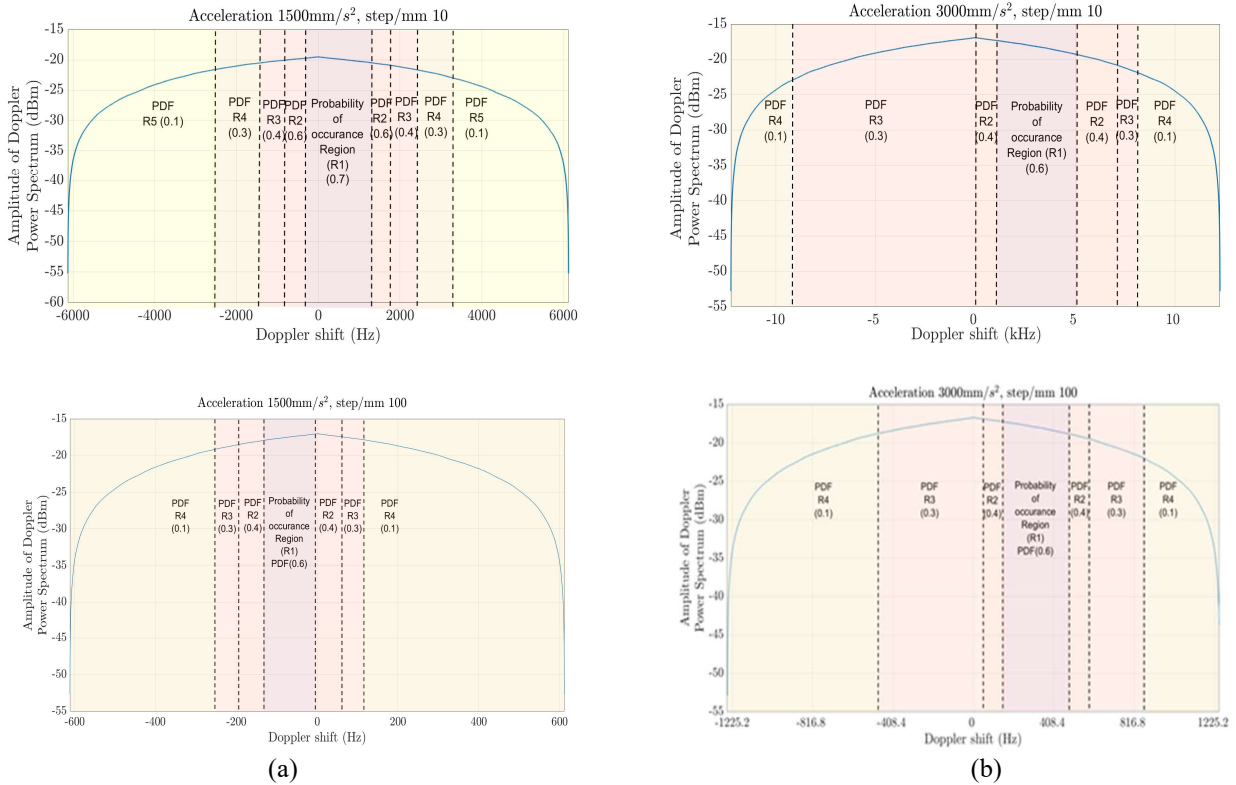 Acceleration 1500mm/s², step/mm 10
Amplitude of Doppler
Power Spectrum (dBm)
-15
-20
-25
-30
-35
-40
-45
-50
-55
-60
PDF
R5 (0.1)
PDF
R4
(0.3)
PDF
R3
(0.4)
PDF
R2
(0.6)
Probability
of
occurance
Region
(R1)
(0.7)
PDF
R2
(0.6)
PDF
R3
(0.4)
PDF
R4
(0.3)
PDF
R5
(0.1)
-6000 -4000 -2000 0 2000 4000 6000
Doppler shift (Hz)
Acceleration 3000mm/s², step/mm 10
Amplitude of Doppler
Power Spectrum (dBm)
-15
-20
-25
-30
-35
-40
-45
-50
-55
PDF
R4
(0.1)
PDF
R3
(0.3)
PDF
R2
(0.4)
Probability
of
occurance
Region (R1)
(0.6)
PDF
R2
(0.4)
PDF
R3
(0.3)
PDF
R4
(0.1)
-10 -5 0 5 10
Doppler shift (kHz)
Acceleration 1500mm/s², step/mm 100
Amplitude of Doppler
Power Spectrum (dBm)
-15
-20
-25
-30
-35
-40
-45
-50
-55
PDF
R4
(0.1)
PDF
R3
(0.3)
PDF
R2
(0.4)
Probability
of
occurance
Region
(R1)
PDF(0.6)
PDF
R2
(0.4)
PDF
R3
(0.3)
PDF
R4
(0.1)
-600 -400 -200 0 200 400 600
Doppler shift (Hz)
(a)
Acceleration 3000mm/s², step/mm 100
Amplitude of Doppler
Power Spectrum (dBm)
-15
-20
-25
-30
-35
-40
-45
-50
-55
PDF
R4
(0.1)
PDF
R3
(0.3)
PDF
R2
(0.4)
Probability
of
occurance
Region
(R1)
PDF(0.6)
PDF
R2
(0.4)
PDF
R3
(0.3)
PDF
R4
(0.1)
-1225.2 -816.8 -408.4 0 408.4 816.8 1225.2
Doppler shift (Hz)
(b)